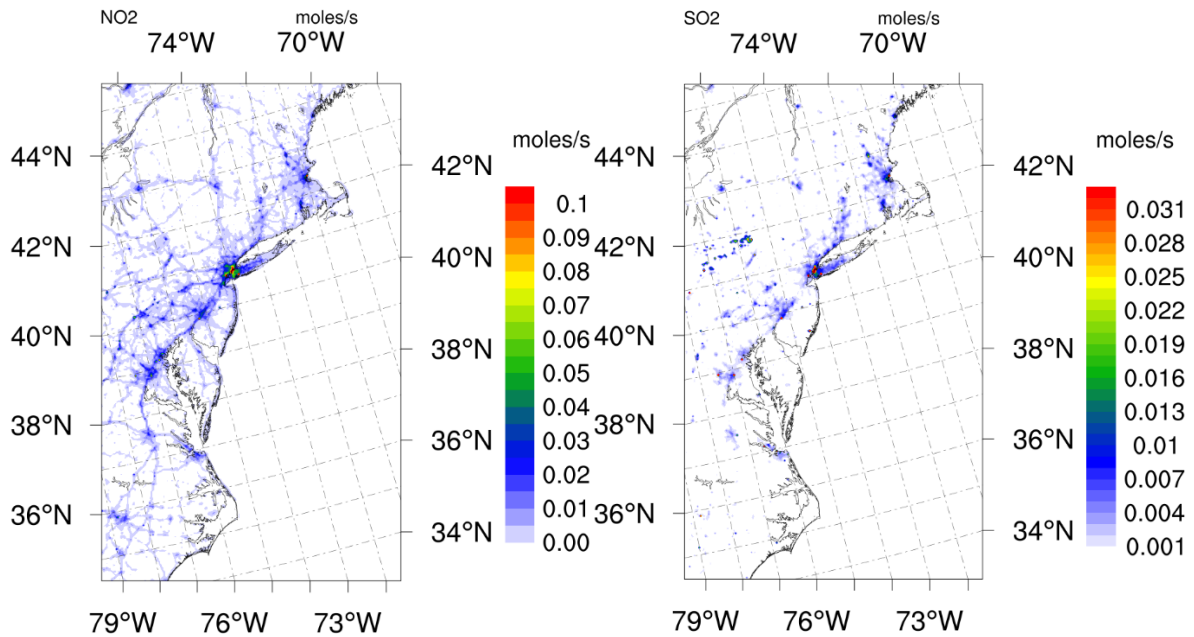 NO2 moles/s
74°W 70°W
moles/s
44°N
42°N
40°N
38°N
36°N
42°N
40°N
38°N
36°N
34°N
0.1
0.09
0.08
0.07
0.06
0.05
0.04
0.03
0.02
0.01
0.00
79°W 76°W 73°W
SO2 moles/s
74°W 70°W
moles/s
44°N
42°N
40°N
38°N
36°N
42°N
40°N
38°N
36°N
34°N
0.031
0.028
0.025
0.022
0.019
0.016
0.013
0.01
0.007
0.004
0.001
79°W 76°W 73°W